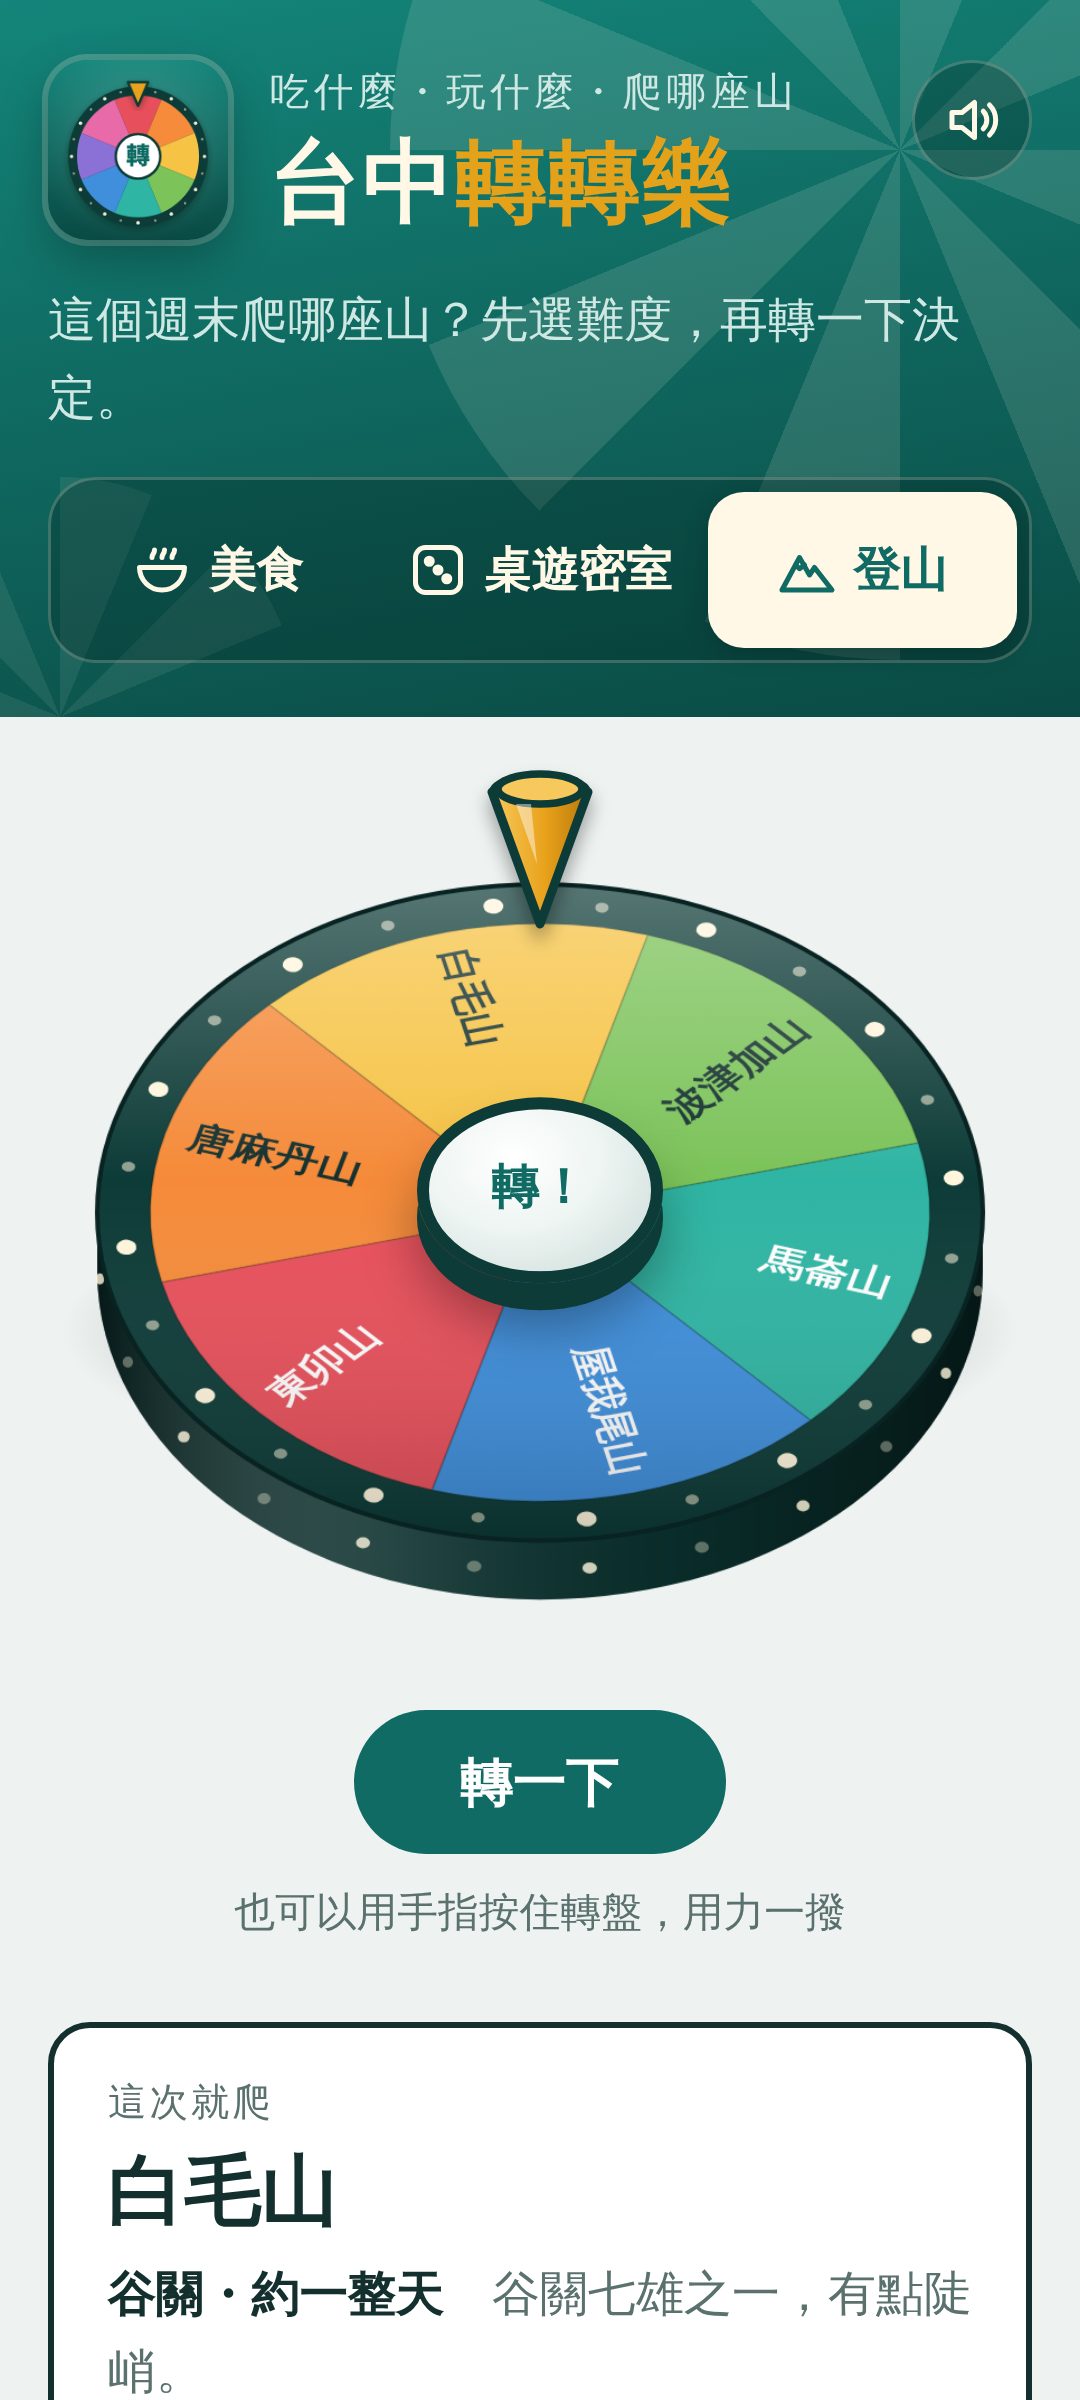 轉
吃什麼・玩什麼・爬哪座山
台中轉轉樂
這個週末爬哪座山？先選難度，再轉一下決
定。
美食
桌遊密室
登山
白毛山
波津加山
唐麻丹山
轉！
馬崙山
東卯山
屋我尾山
轉一下
也可以用手指按住轉盤，用力一撥
這次就爬
白毛山
谷關・約一整天　谷關七雄之一，有點陡
峭。